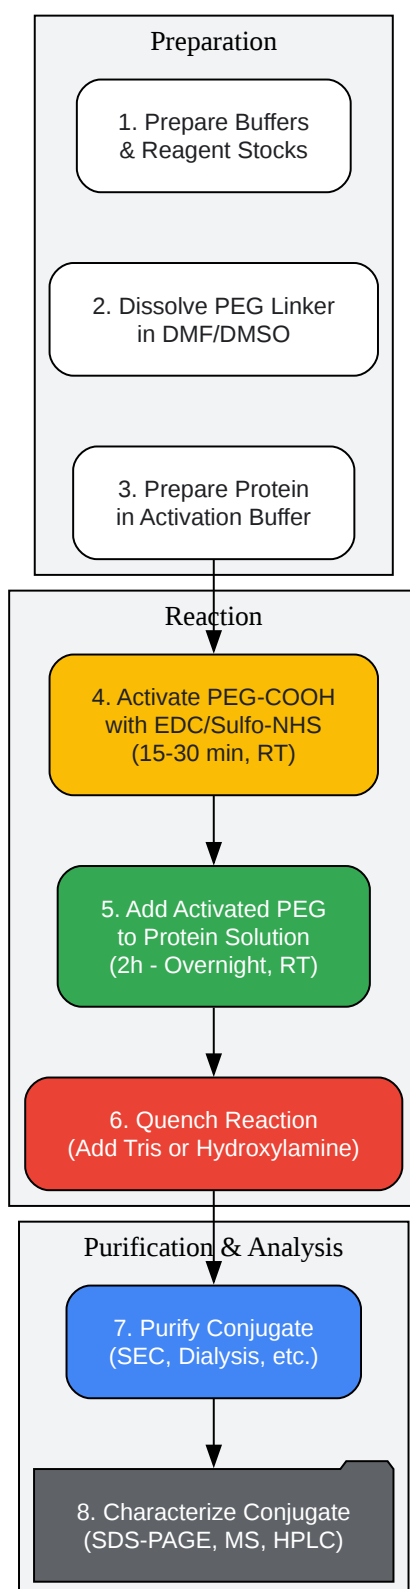 Preparation
1. Prepare Buffers
& Reagent Stocks
2. Dissolve PEG Linker
in DMF/DMSO
3. Prepare Protein
in Activation Buffer
Reaction
4. Activate PEG-COOH
with EDC/Sulfo-NHS
(15-30 min, RT)
5. Add Activated PEG
to Protein Solution
(2h - Overnight, RT)
6. Quench Reaction
(Add Tris or Hydroxylamine)
Purification & Analysis
7. Purify Conjugate
(SEC, Dialysis, etc.)
8. Characterize Conjugate
(SDS-PAGE, MS, HPLC)